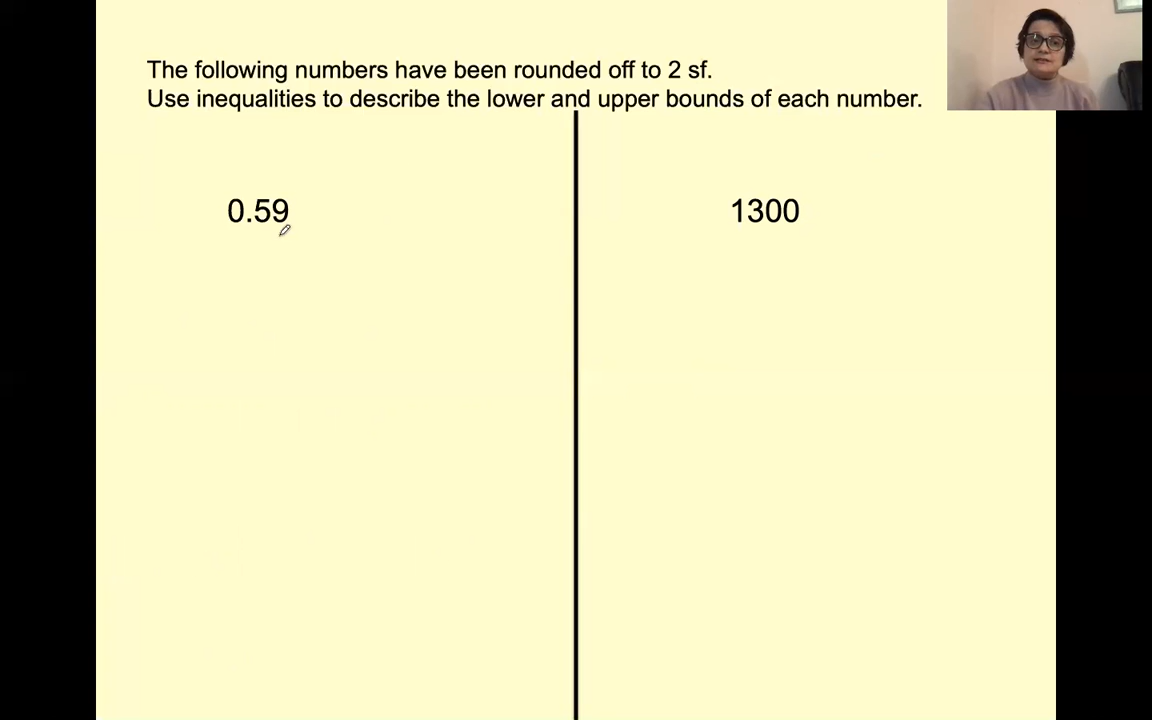 The following numbers have been rounded off to 2 sf.
Use inequalities to describe the lower and upper bounds of each number.
0.59
1300